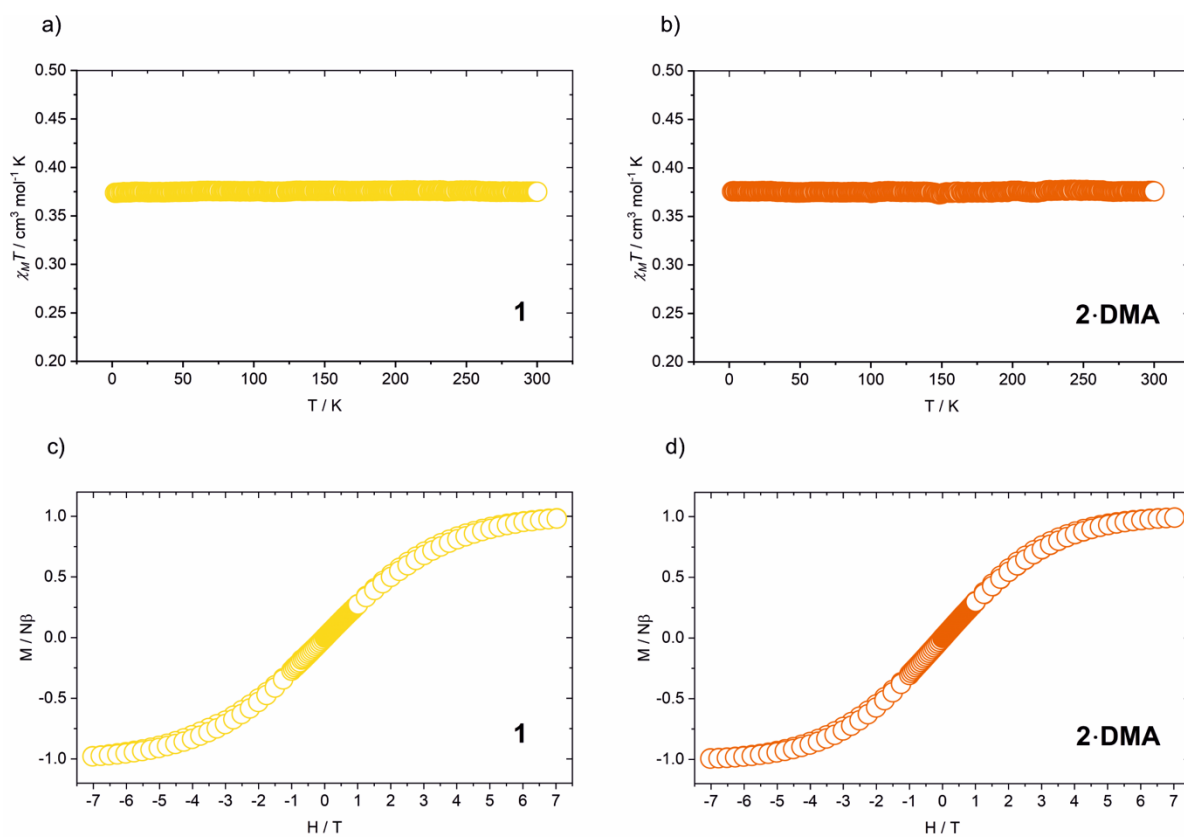 a)
0.50
0.45
0.40
0.35
0.30
0.25
0.20
χMT / cm³ mol⁻¹ K
0 50 100 150 200 250 300
T / K
1
b)
0.50
0.45
0.40
0.35
0.30
0.25
0.20
χMT / cm³ mol⁻¹ K
0 50 100 150 200 250 300
T / K
2·DMA
c)
1.0
0.5
0.0
-0.5
-1.0
M / Nβ
-7 -6 -5 -4 -3 -2 -1 0 1 2 3 4 5 6 7
H / T
1
d)
1.0
0.5
0.0
-0.5
-1.0
M / Nβ
-7 -6 -5 -4 -3 -2 -1 0 1 2 3 4 5 6 7
H / T
2·DMA